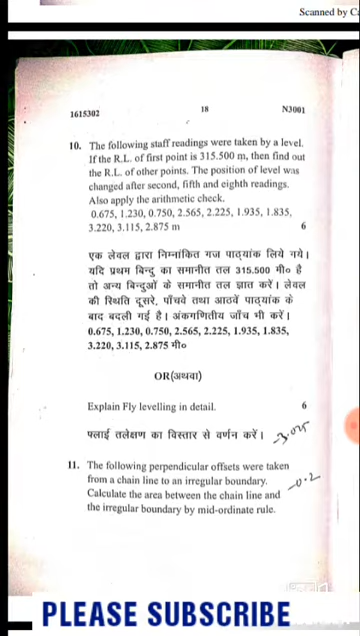 Scanned by Ca
1615302 18 N3001
10. The following staff readings were taken by a level.
If the R.L. of first point is 315.500 m, then find out
the R.L. of other points. The position of level was
changed after second, fifth and eighth readings.
Also apply the arithmetic check.
0.675, 1.230, 0.750, 2.565, 2.225, 1.935, 1.835,
3.220, 3.115, 2.875 m 6
एक लेवल द्वारा निम्नांकित गज पाठ्यांक लिये गये।
यदि प्रथम बिन्दु का समानीत तल 315.500 मी० है
तो अन्य बिन्दुओं के समानीत तल ज्ञात करें। लेवल
की स्थिति दूसरे, पाँचवे तथा आठवें पाठ्यांक के
बाद बदली गई है। अंकगणितीय जाँच भी करें।
0.675, 1.230, 0.750, 2.565, 2.225, 1.935, 1.835,
3.220, 3.115, 2.875 मी०
OR(अथवा)
Explain Fly levelling in detail. 6
फ्लाई तलेक्षण का विस्तार से वर्णन करें। -3.025
11. The following perpendicular offsets were taken
from a chain line to an irregular boundary. -0.2
Calculate the area between the chain line and
the irregular boundary by mid-ordinate rule.
PLEASE SUBSCRIBE